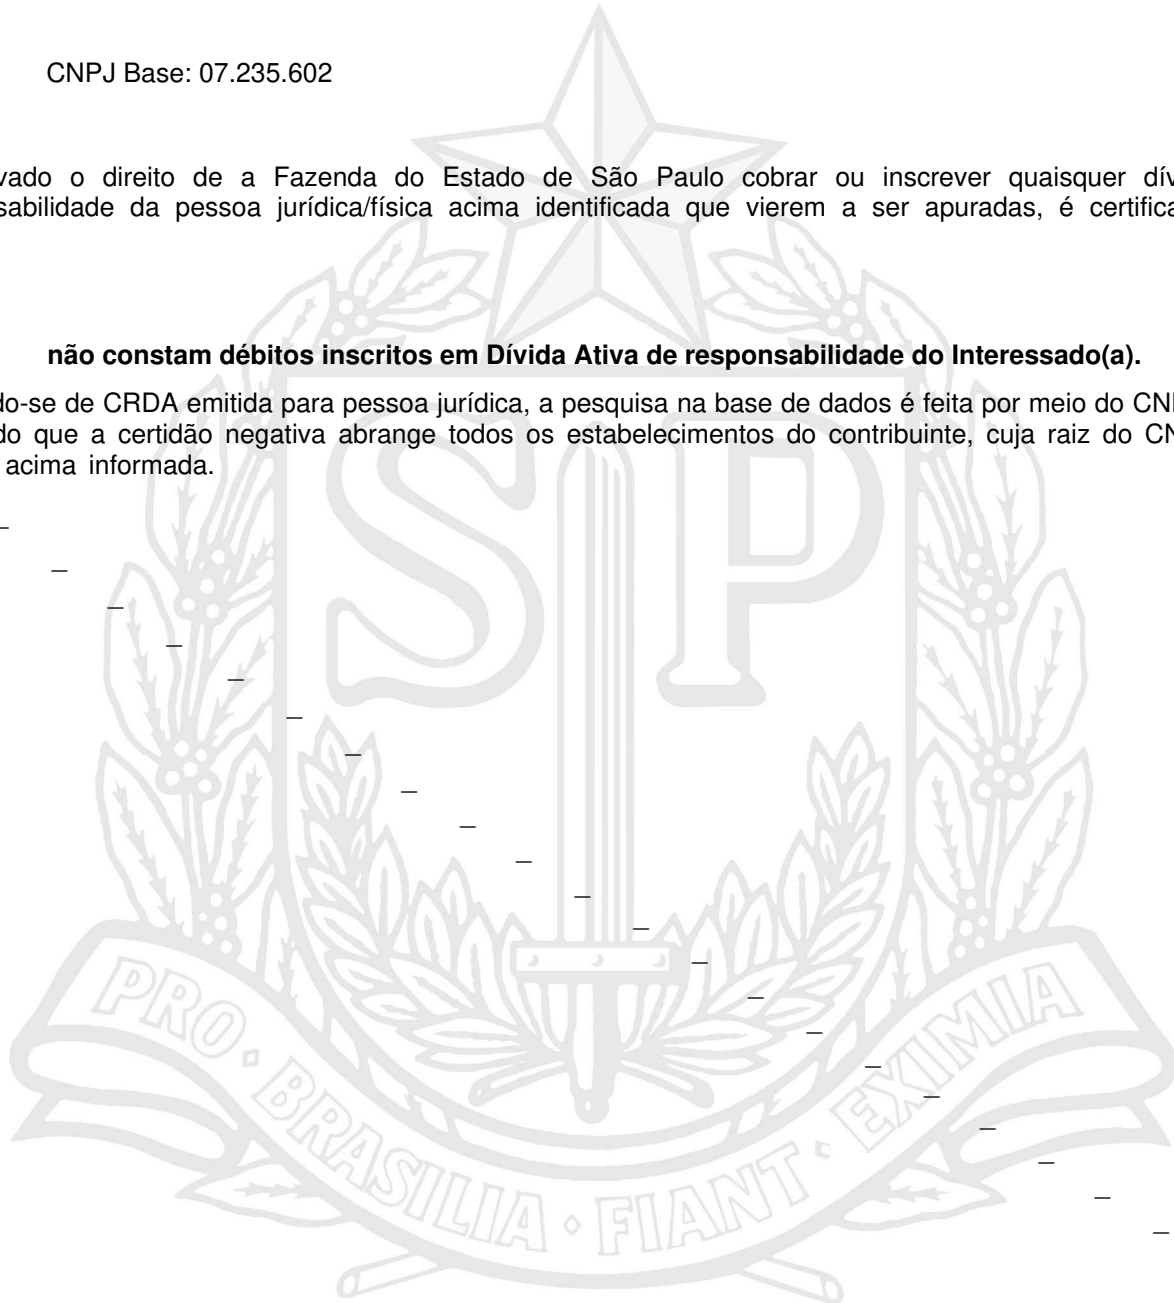 CNPJ Base: 07.235.602
vado o direito de a Fazenda do Estado de São Paulo cobrar ou inscrever quaisquer dív
sabilidade da pessoa jurídica/física acima identificada que vierem a ser apuradas, é certifica
não constam débitos inscritos em Dívida Ativa de responsabilidade do Interessado(a).
do-se de CRDA emitida para pessoa jurídica, a pesquisa na base de dados é feita por meio do CN
do que a certidão negativa abrange todos os estabelecimentos do contribuinte, cuja raiz do CN
acima informada.
SP
PRO • BRASILIA • FIANT • EXIMIA